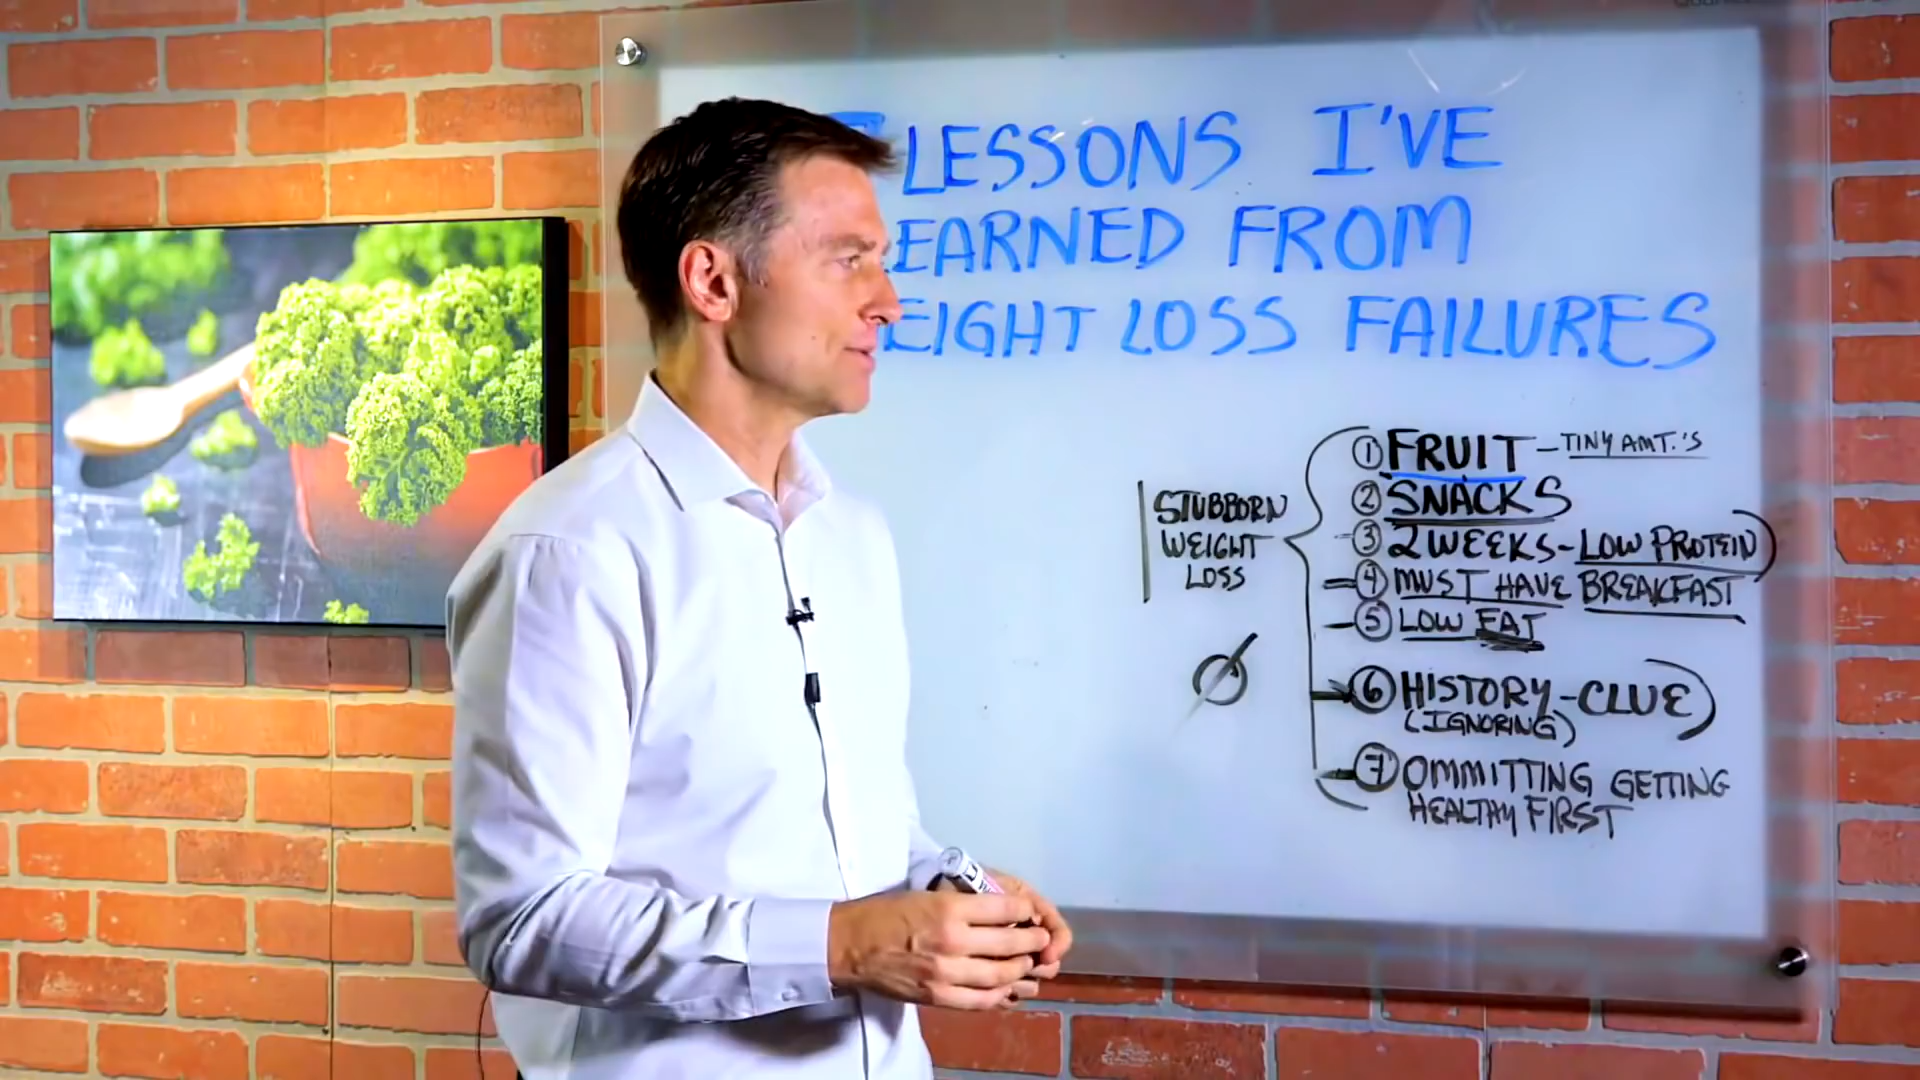 LESSONS I'VE
EARNED FROM
EIGHT LOSS FAILURES
STUBBORN
WEIGHT
LOSS
① FRUIT - TINY AMT.'S
② SNACKS
③ 2 WEEKS - LOW PROTEIN
④ MUST HAVE BREAKFAST
⑤ LOW FAT
⑥ HISTORY - CLUE
(IGNORING)
⑦ OMMITTING GETTING
HEALTHY FIRST